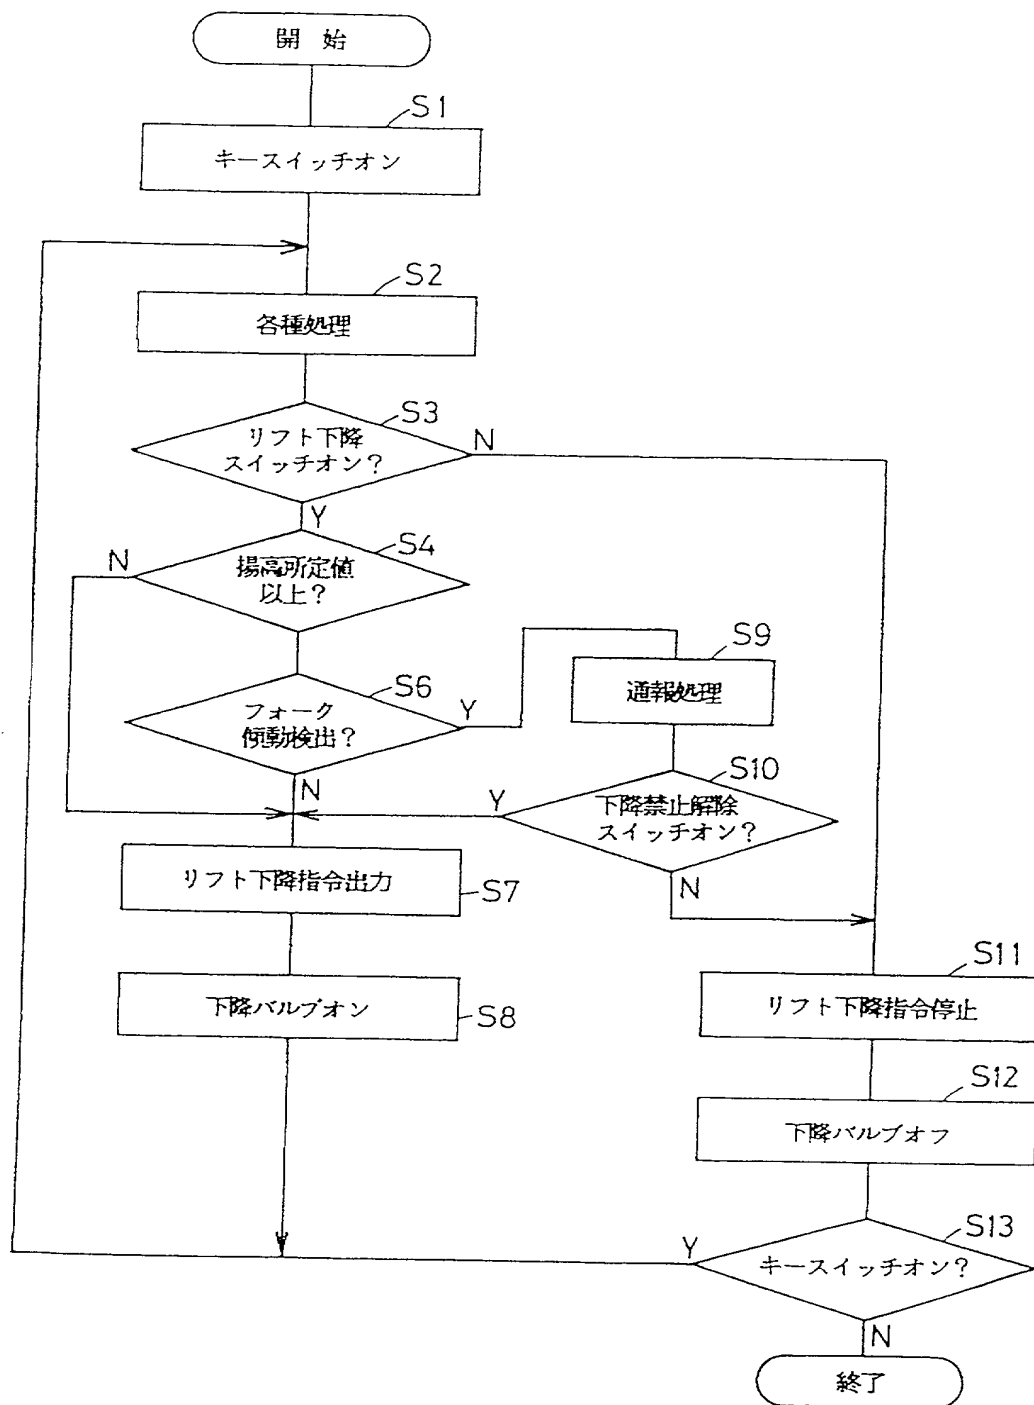 開 始
S1
キースイッチオン
S2
各種処理
S3
リフト下降
スイッチオン?
N
Y
S4
揚高所定値
以上?
N
S6
フォーク
傾動検出?
Y
N
S9
通報処理
S10
下降禁止解除
スイッチオン?
Y
N
リフト下降指令出力
S7
下降バルブオン
S8
S11
リフト下降指令停止
S12
下降バルブオフ
S13
キースイッチオン?
Y
N
終了